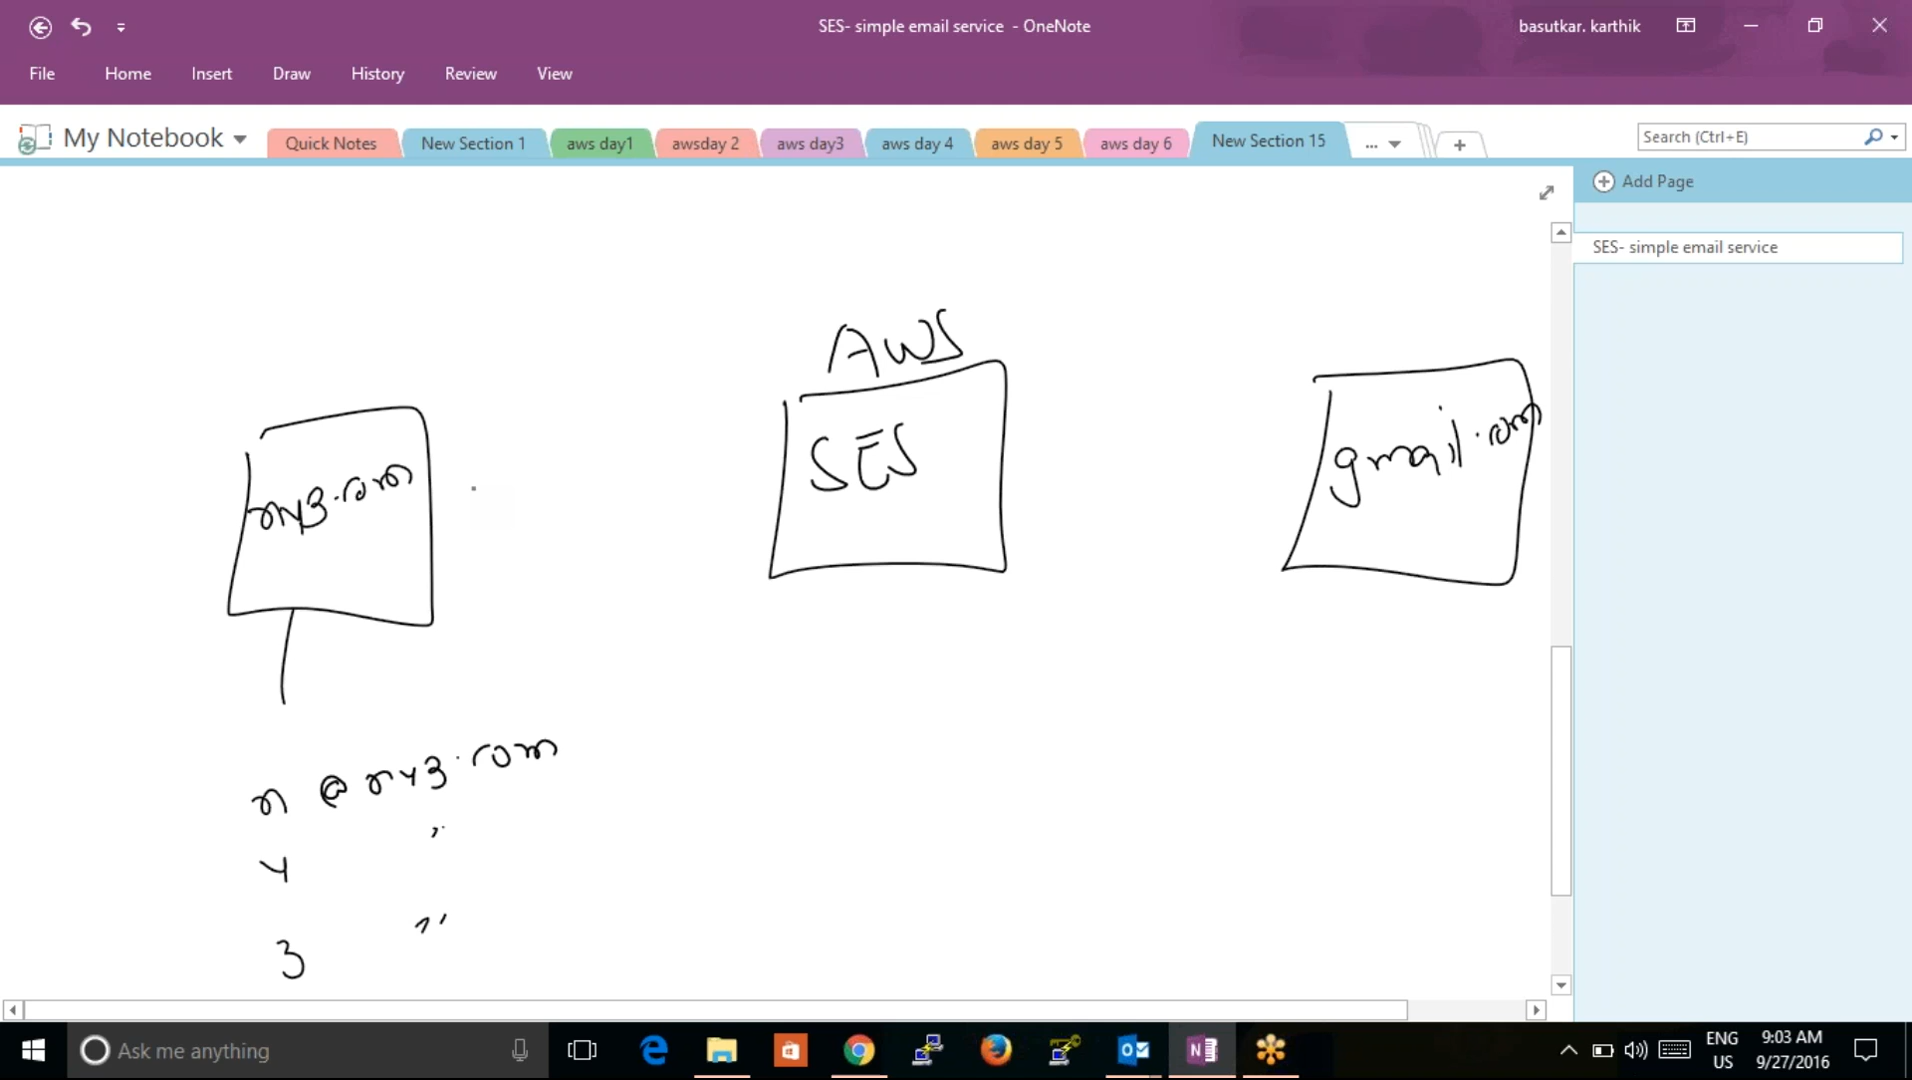 SES- simple email service - OneNote
basutkar. karthik
File Home Insert Draw History Review View
My Notebook
Quick Notes
New Section 1
aws day1
awsday 2
aws day3
aws day 4
aws day 5
aws day 6
New Section 15
...
Search (Ctrl+E)
Add Page
SES- simple email service
AWS
SES
gmail.com
xyz.com
x @ xyz.com
y "
z "
Ask me anything
ENG
US
9:03 AM
9/27/2016